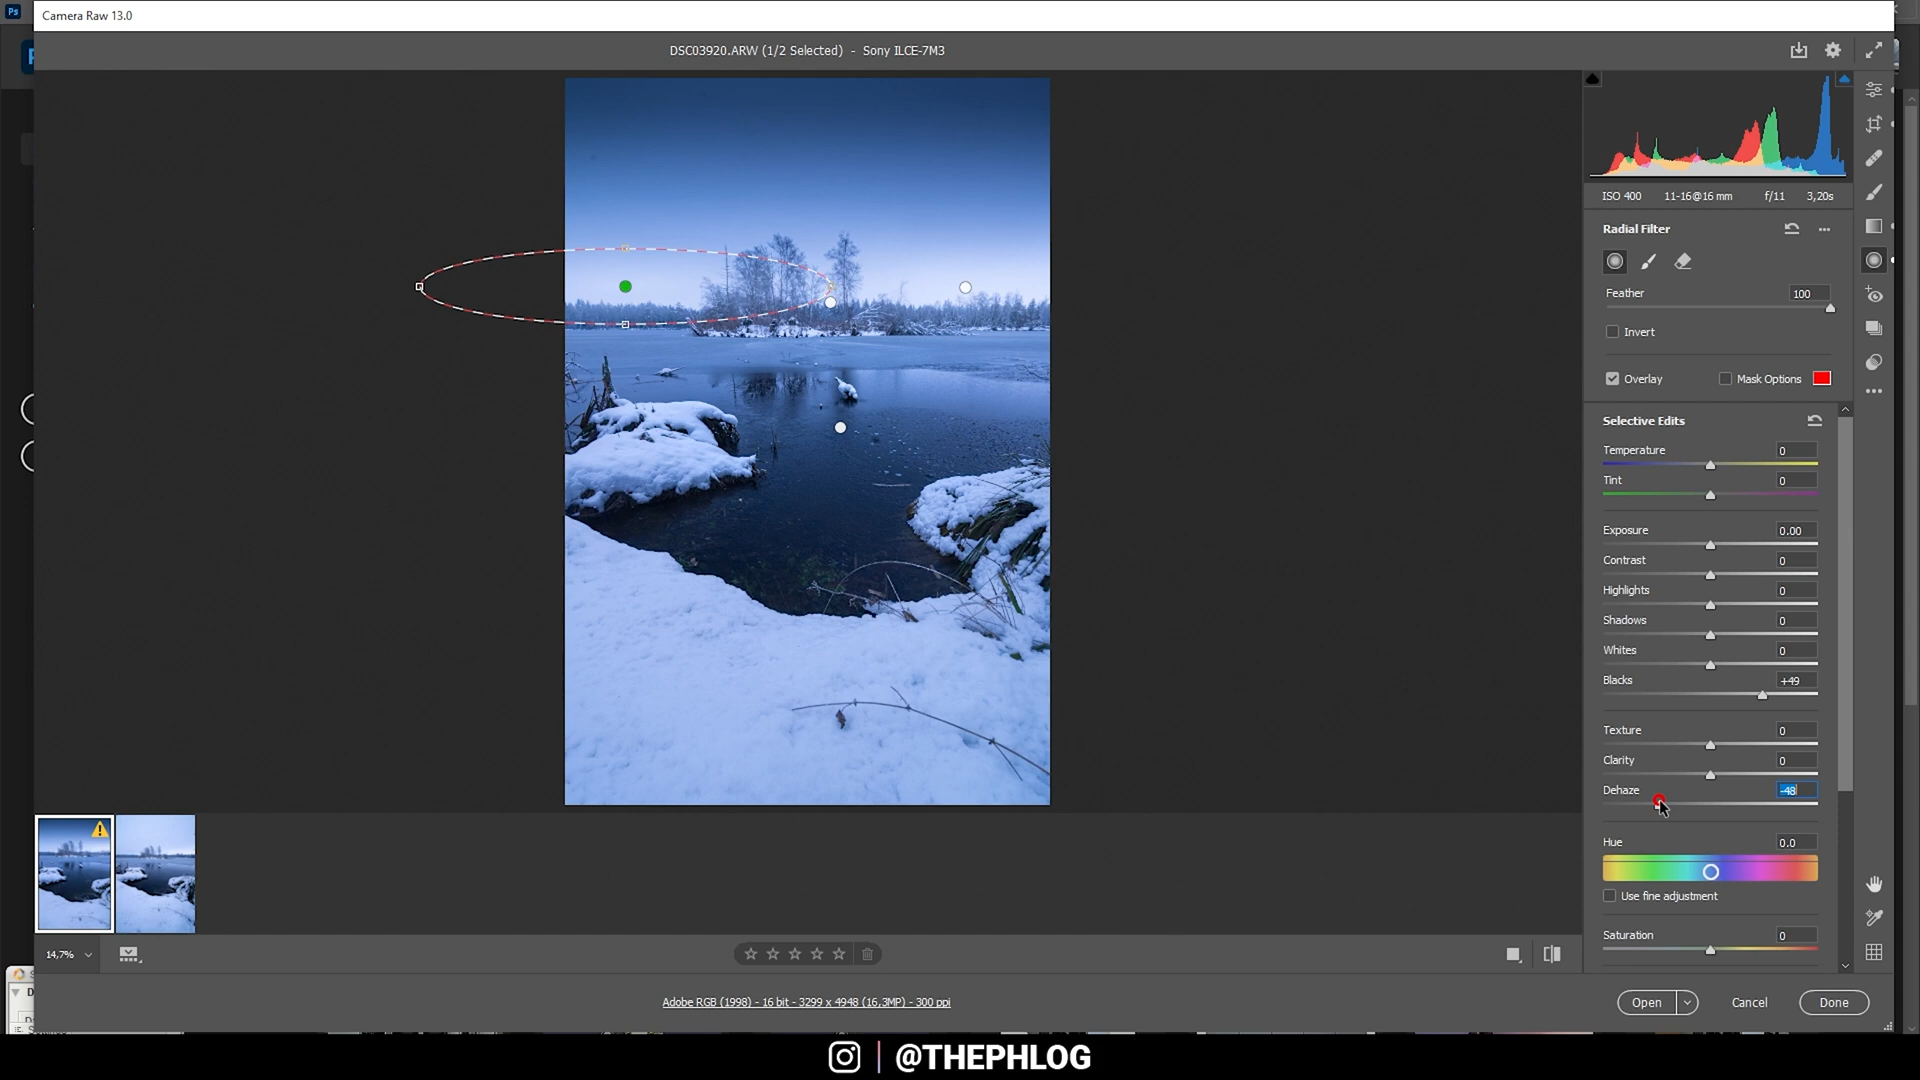 Ps
Camera Raw 13.0
DSC03920.ARW (1/2 Selected) - Sony ILCE-7M3
ISO 400 11-16@16 mm f/11 3,20s
Radial Filter
Feather 100
Invert
Overlay Mask Options
Selective Edits
Temperature 0
Tint 0
Exposure 0.00
Contrast 0
Highlights 0
Shadows 0
Whites 0
Blacks +49
Texture 0
Clarity 0
Dehaze -48
Hue 0.0
Use fine adjustment
Saturation 0
14,7%
Adobe RGB (1998) - 16 bit - 3299 x 4948 (16,3MP) - 300 ppi
Open Cancel Done
@THEPHLOG